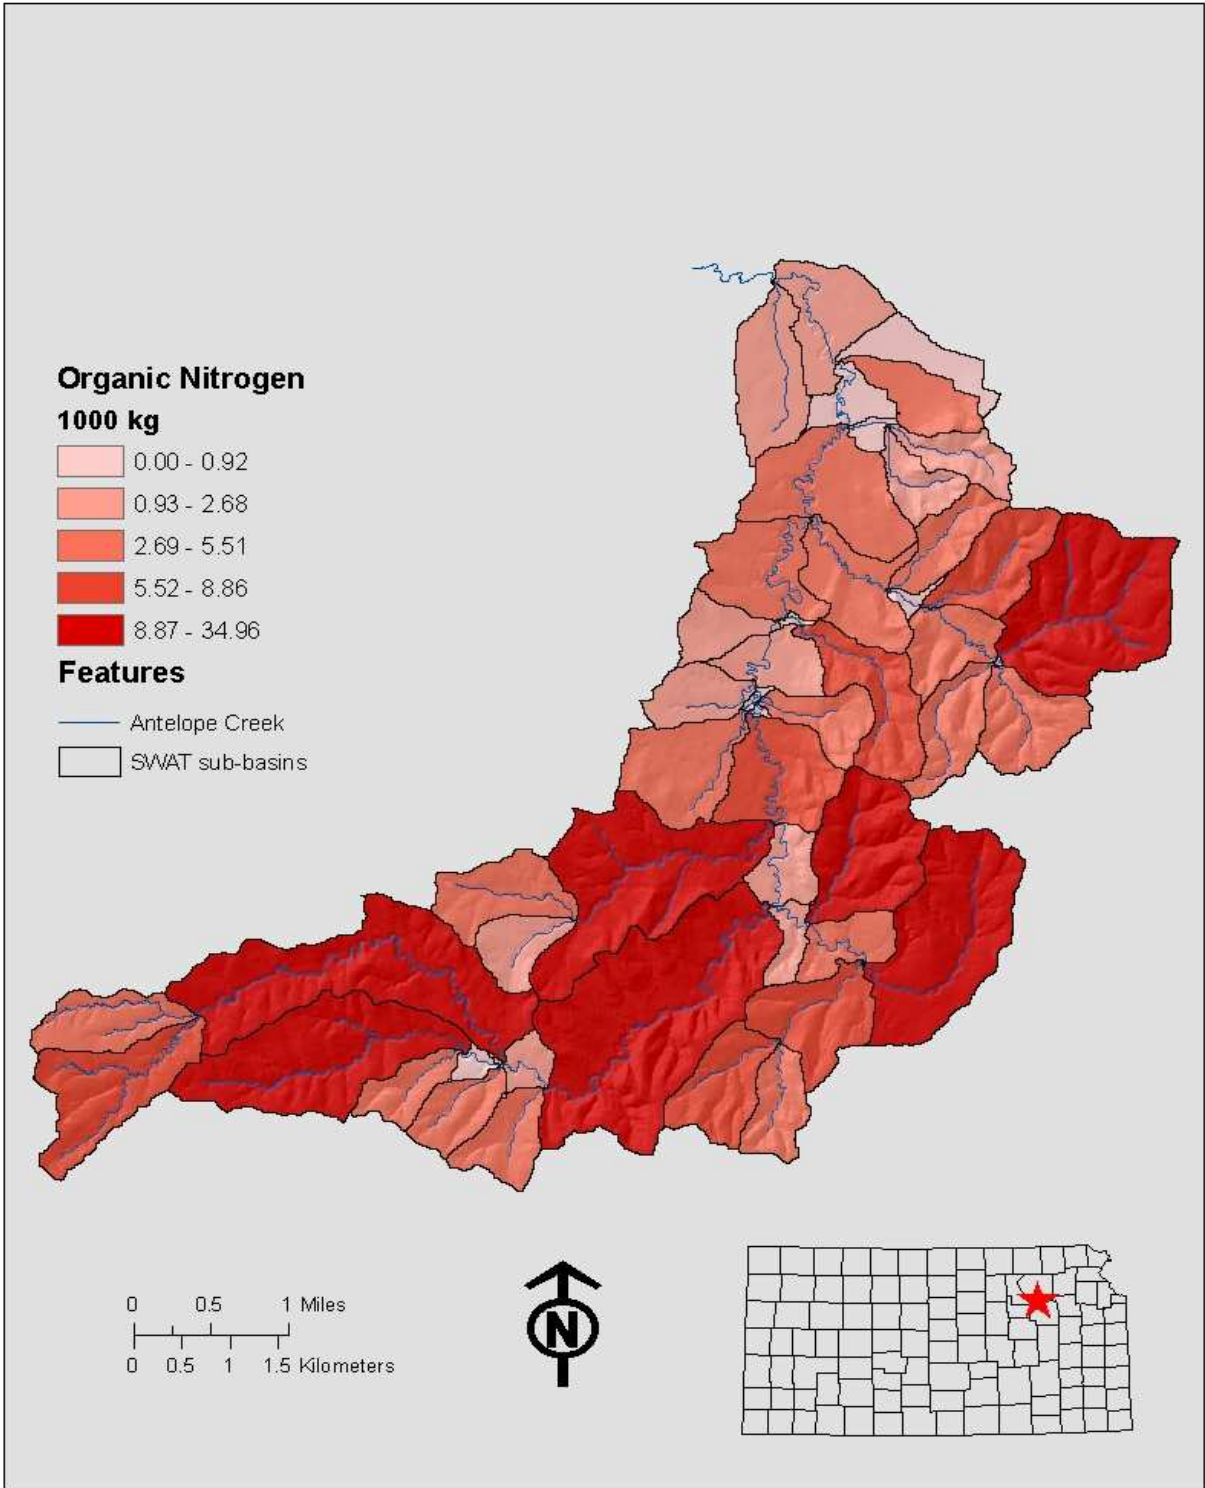 Organic Nitrogen
1000 kg
0.00 - 0.92
0.93 - 2.68
2.69 - 5.51
5.52 - 8.86
8.87 - 34.96
Features
Antelope Creek
SWAT sub-basins
0 0.5 1 Miles
0 0.5 1 1.5 Kilometers
N